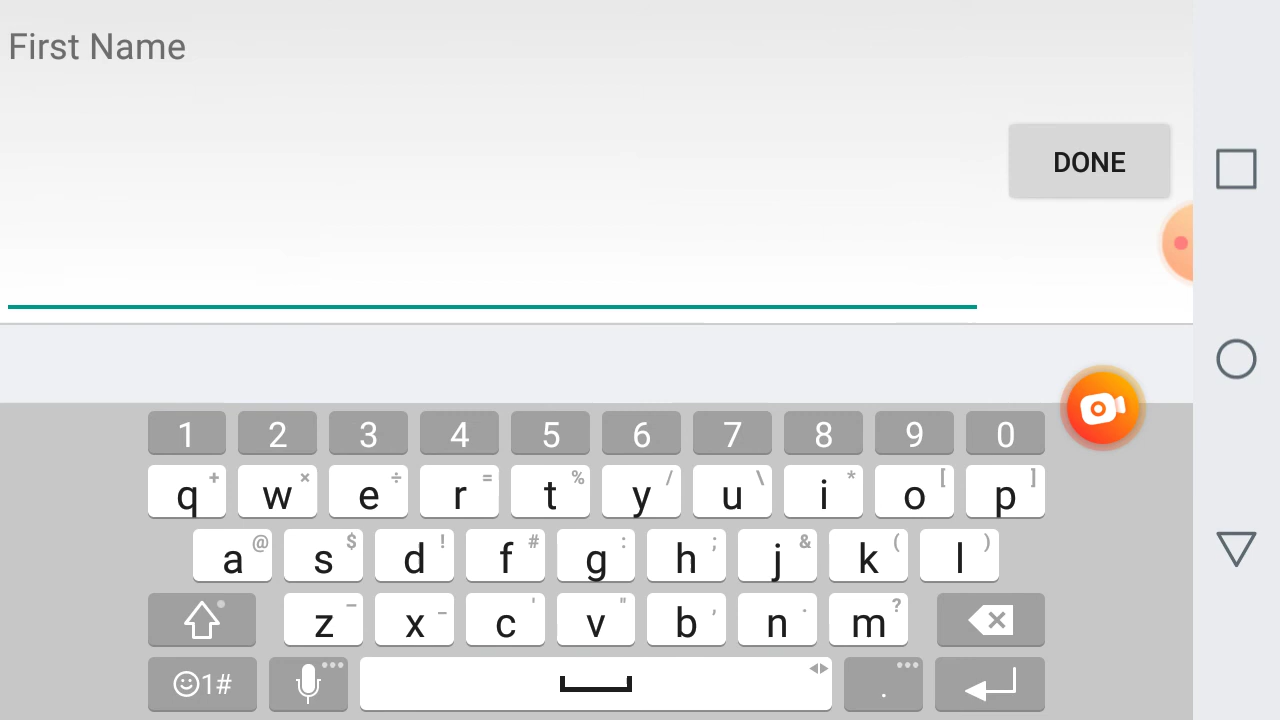 First Name
DONE
1 2 3 4 5 6 7 8 9 0
q + w × e ÷ r = t % y / u \ i * o [ p ]
a @ s $ d ! f # g : h ; j & k ( l )
z – x _ c ' v " b , n . m ?
1# .